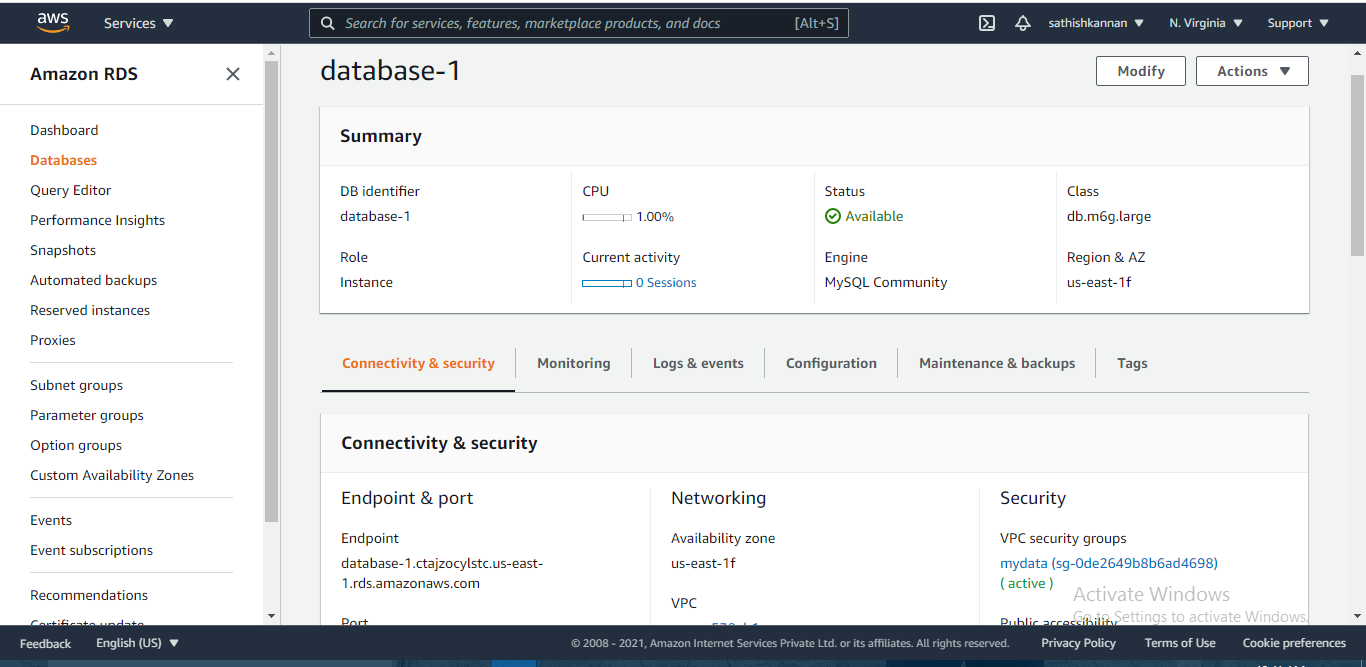 aws
Services
Search for services, features, marketplace products, and docs [Alt+S]
sathishkannan
N. Virginia
Support
Amazon RDS
Dashboard
Databases
Query Editor
Performance Insights
Snapshots
Automated backups
Reserved instances
Proxies
Subnet groups
Parameter groups
Option groups
Custom Availability Zones
Events
Event subscriptions
Recommendations
Certificate update
database-1
Modify
Actions
Summary
DB identifier
database-1
CPU
1.00%
Status
Available
Class
db.m6g.large
Role
Instance
Current activity
0 Sessions
Engine
MySQL Community
Region & AZ
us-east-1f
Connectivity & security
Monitoring
Logs & events
Configuration
Maintenance & backups
Tags
Connectivity & security
Endpoint & port
Endpoint
database-1.ctajzocylstc.us-east-
1.rds.amazonaws.com
Port
Networking
Availability zone
us-east-1f
VPC
Security
VPC security groups
mydata (sg-0de2649b8b6ad4698)
( active )
Public accessibility
Activate Windows
Go to Settings to activate Windows.
Feedback
English (US)
© 2008 - 2021, Amazon Internet Services Private Ltd. or its affiliates. All rights reserved.
Privacy Policy
Terms of Use
Cookie preferences